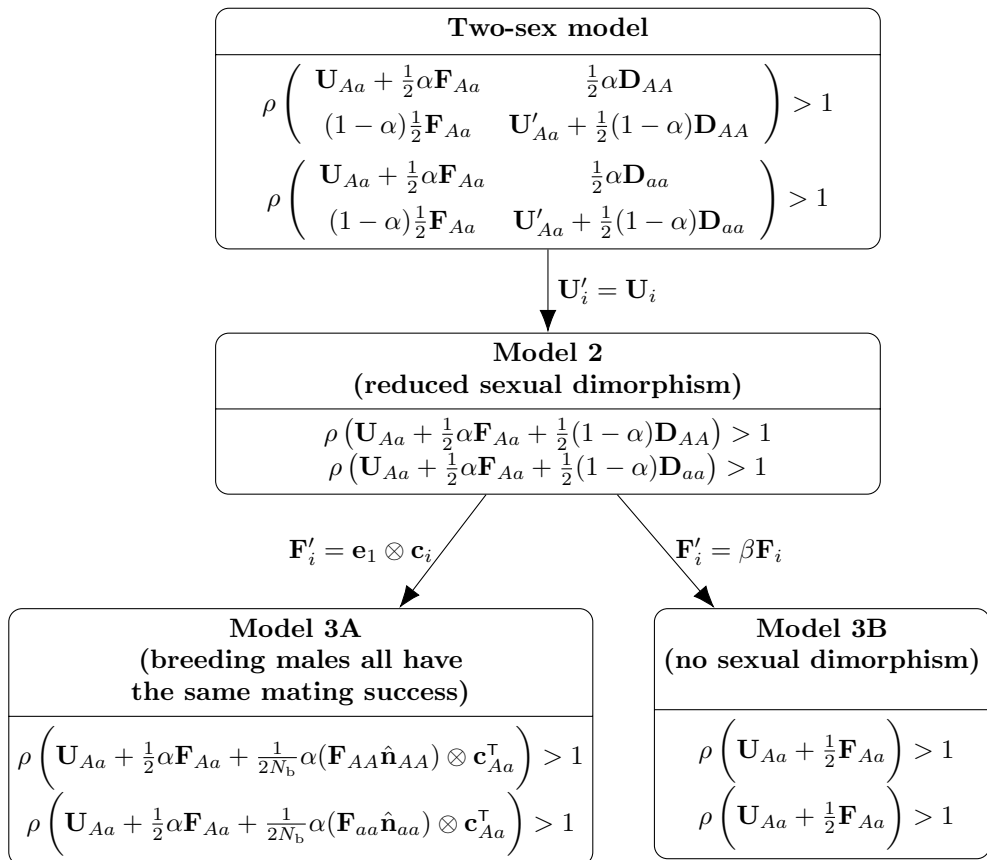 Two-sex model
ρ ( U_{Aa} + ½αF_{Aa}  ½αD_{AA}
(1 − α)½F_{Aa}  U′_{Aa} + ½(1 − α)D_{AA} ) > 1
ρ ( U_{Aa} + ½αF_{Aa}  ½αD_{aa}
(1 − α)½F_{Aa}  U′_{Aa} + ½(1 − α)D_{aa} ) > 1
U′_i = U_i
Model 2
(reduced sexual dimorphism)
ρ (U_{Aa} + ½αF_{Aa} + ½(1 − α)D_{AA}) > 1
ρ (U_{Aa} + ½αF_{Aa} + ½(1 − α)D_{aa}) > 1
F′_i = e_1 ⊗ c_i
F′_i = βF_i
Model 3A
(breeding males all have
the same mating success)
ρ (U_{Aa} + ½αF_{Aa} + \frac{1}{2N_b}α(F_{AA}n̂_{AA}) ⊗ c^T_{Aa}) > 1
ρ (U_{Aa} + ½αF_{Aa} + \frac{1}{2N_b}α(F_{aa}n̂_{aa}) ⊗ c^T_{Aa}) > 1
Model 3B
(no sexual dimorphism)
ρ (U_{Aa} + ½F_{Aa}) > 1
ρ (U_{Aa} + ½F_{Aa}) > 1